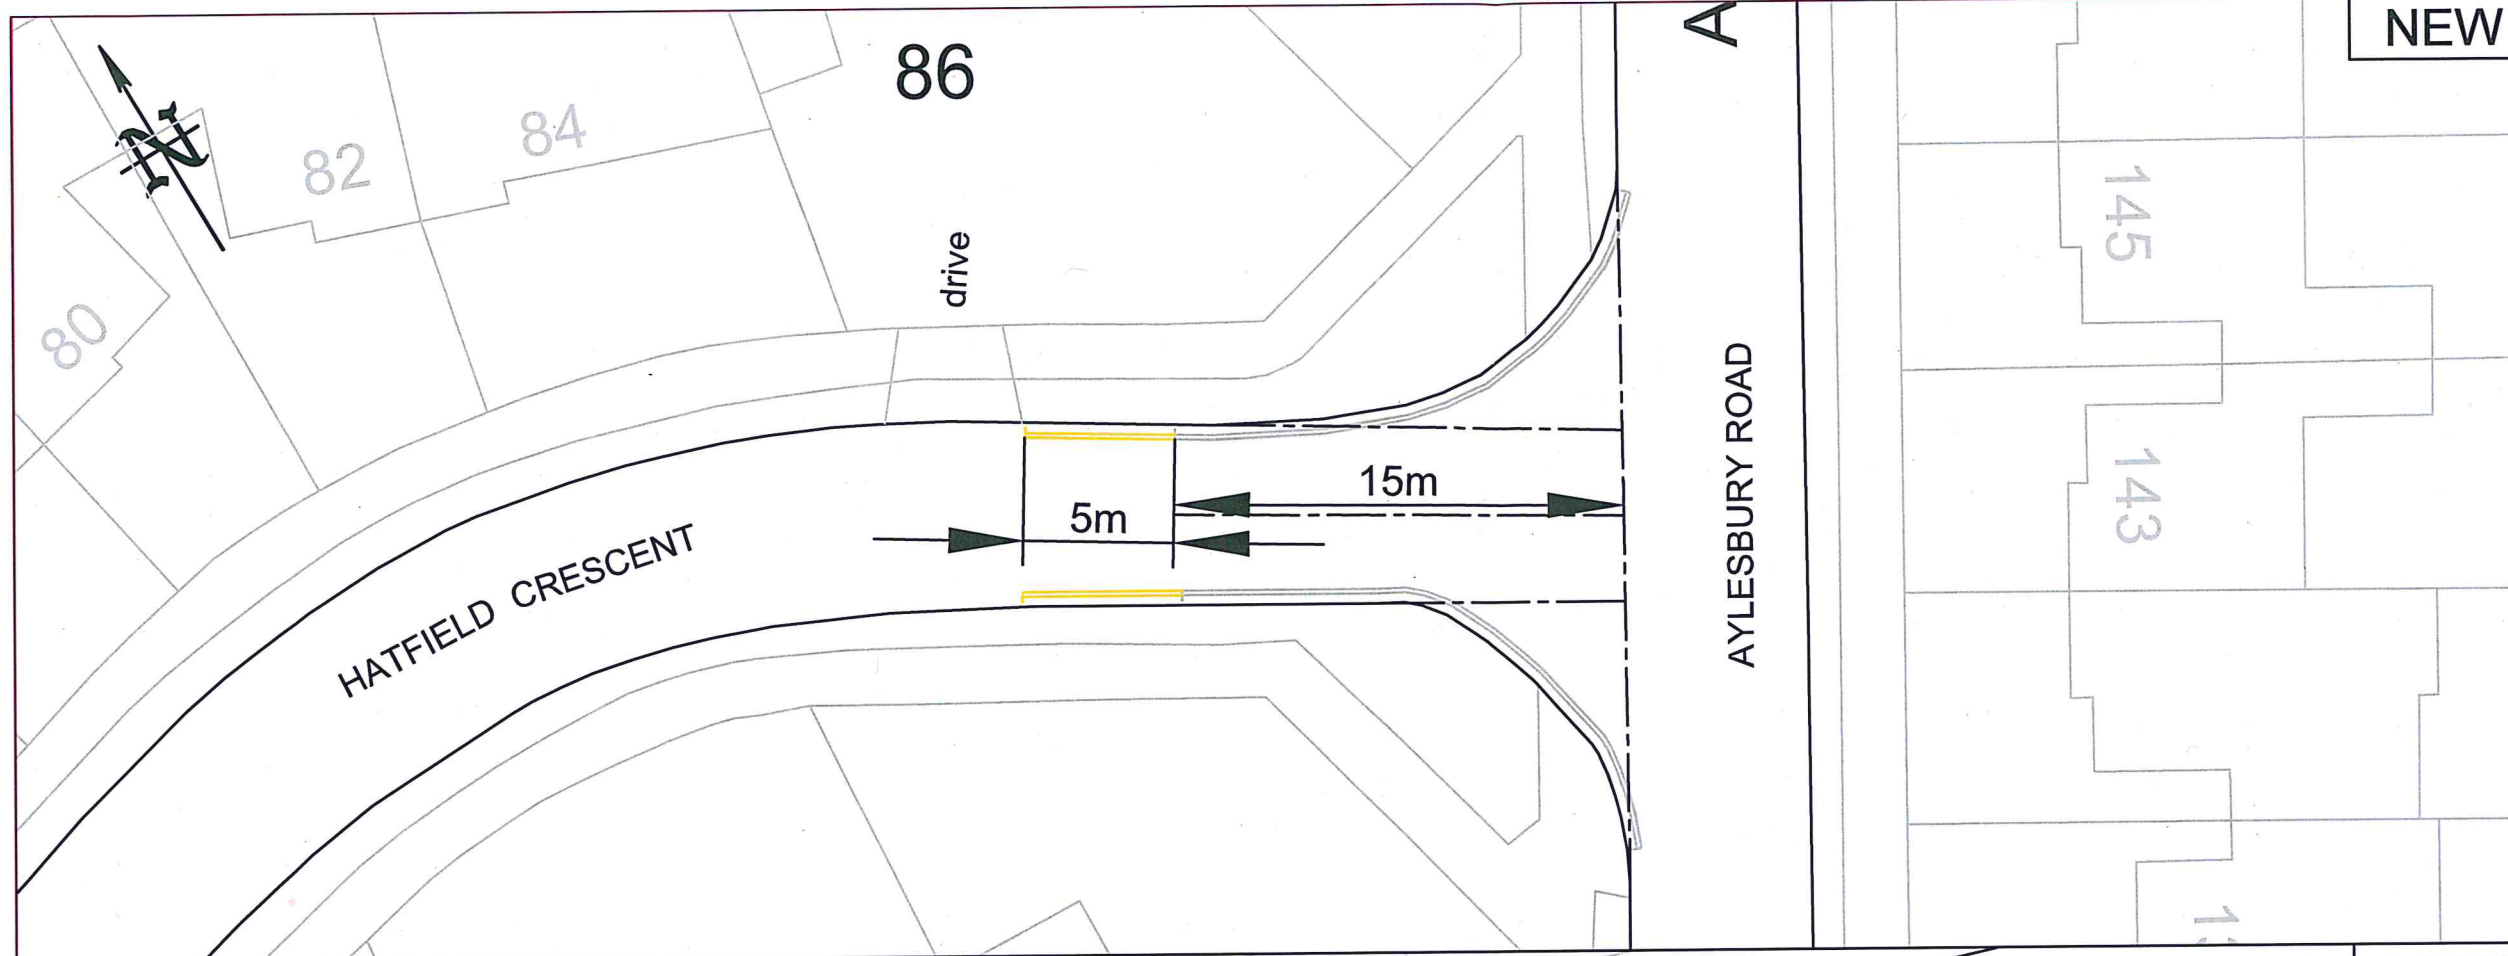 A
NEW
86
84
82
80
N
drive
145
143
15m
5m
HATFIELD CRESCENT
AYLESBURY ROAD